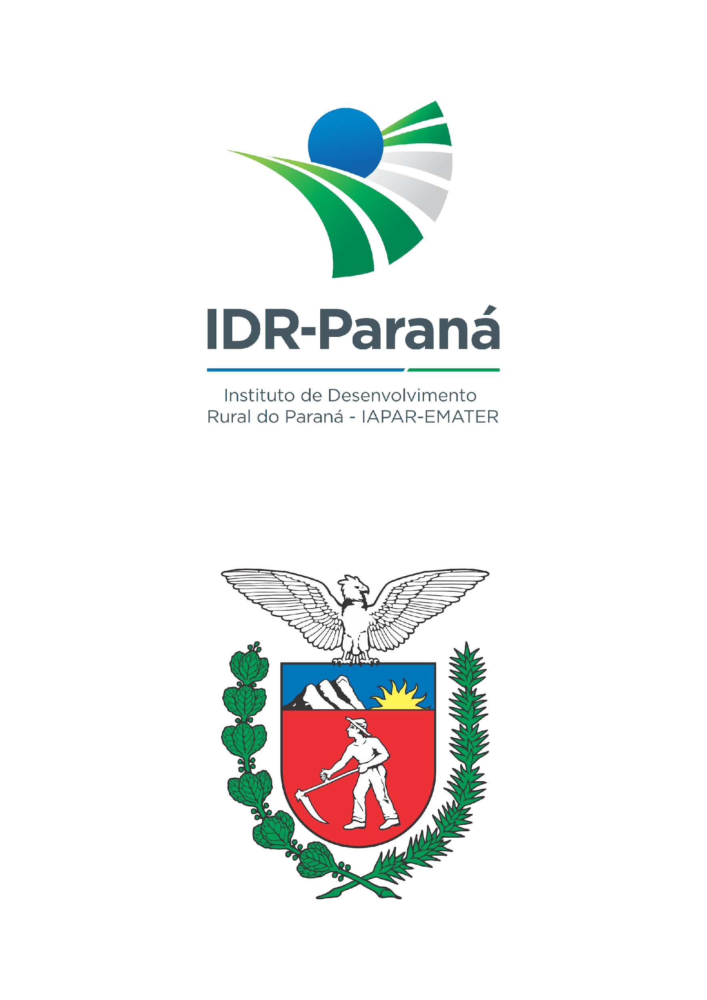 IDR-Paraná
Instituto de Desenvolvimento
Rural do Paraná - IAPAR-EMATER